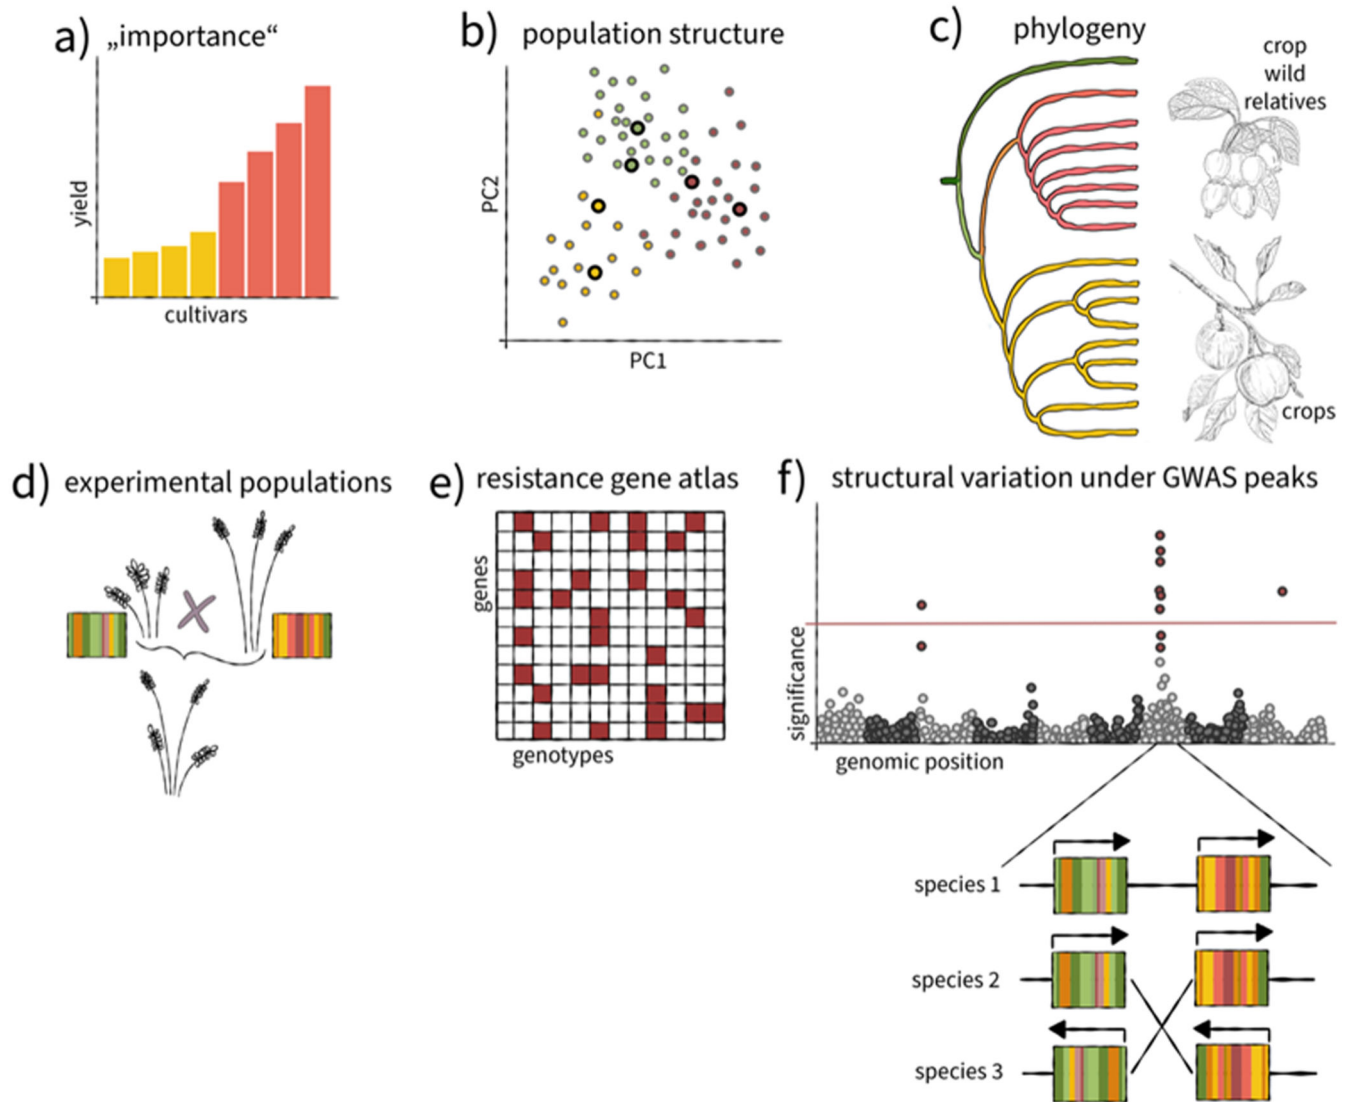 a) „importance“
yield
cultivars
b) population structure
PC2
PC1
c) phylogeny
crop
wild
relatives
crops
d) experimental populations
e) resistance gene atlas
genes
genotypes
f) structural variation under GWAS peaks
significance
genomic position
species 1
species 2
species 3